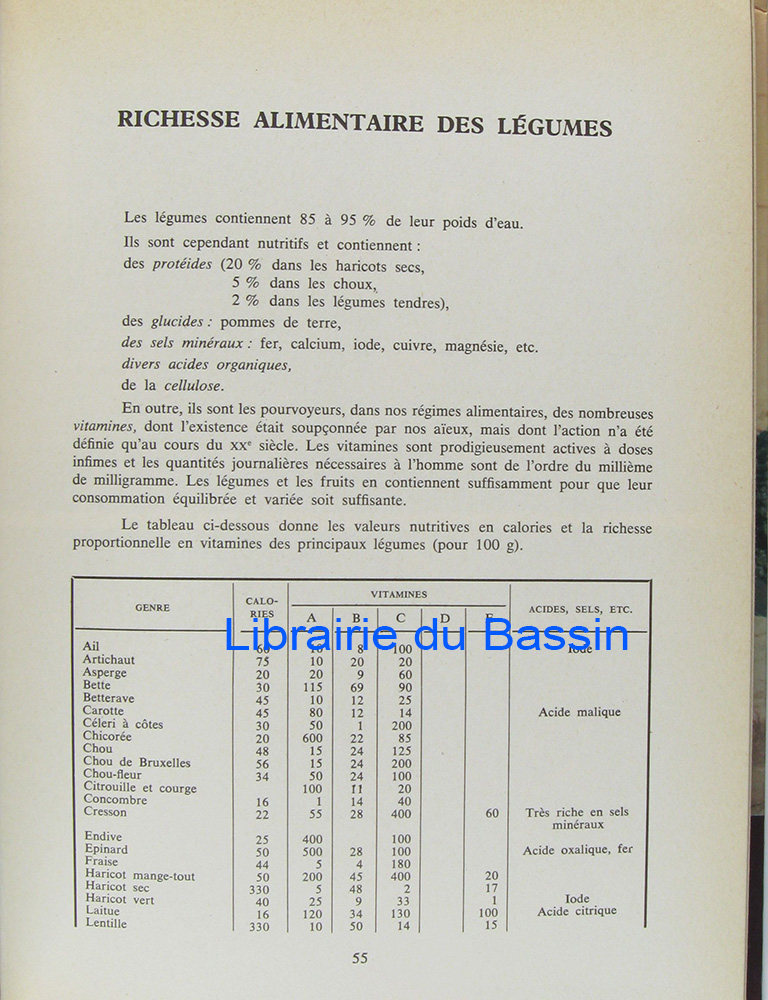 RICHESSE ALIMENTAIRE DES LÉGUMES
Les légumes contiennent 85 à 95 % de leur poids d'eau.
Ils sont cependant nutritifs et contiennent :
des protéides (20 % dans les haricots secs,
5 % dans les choux,
2 % dans les légumes tendres),
des glucides : pommes de terre,
des sels minéraux : fer, calcium, iode, cuivre, magnésie, etc.
divers acides organiques,
de la cellulose.
En outre, ils sont les pourvoyeurs, dans nos régimes alimentaires, des nombreuses
vitamines, dont l'existence était soupçonnée par nos aïeux, mais dont l'action n'a été
définie qu'au cours du XXe siècle. Les vitamines sont prodigieusement actives à doses
infimes et les quantités journalières nécessaires à l'homme sont de l'ordre du millième
de milligramme. Les légumes et les fruits en contiennent suffisamment pour que leur
consommation équilibrée et variée soit suffisante.
Le tableau ci-dessous donne les valeurs nutritives en calories et la richesse
proportionnelle en vitamines des principaux légumes (pour 100 g).
GENRE CALO- VITAMINES ACIDES, SELS, ETC.
RIES A B C D E
Librairie du Bassin
Ail 60 10 8 100 Iode
Artichaut 75 10 20 20
Asperge 20 20 9 60
Bette 30 115 69 90
Betterave 45 10 12 25
Carotte 45 80 12 14 Acide malique
Céleri à côtes 30 50 1 200
Chicorée 20 600 22 85
Chou 48 15 24 125
Chou de Bruxelles 56 15 24 200
Chou-fleur 34 50 24 100
Citrouille et courge 100 11 20
Concombre 16 1 14 40
Cresson 22 55 28 400 60 Très riche en sels
minéraux
Endive 25 400 100
Epinard 50 500 28 100 Acide oxalique, fer
Fraise 44 5 4 180
Haricot mange-tout 50 200 45 400 20
Haricot sec 330 5 48 2 17
Haricot vert 40 25 9 33 1 Iode
Laitue 16 120 34 130 100 Acide citrique
Lentille 330 10 50 14 15
55